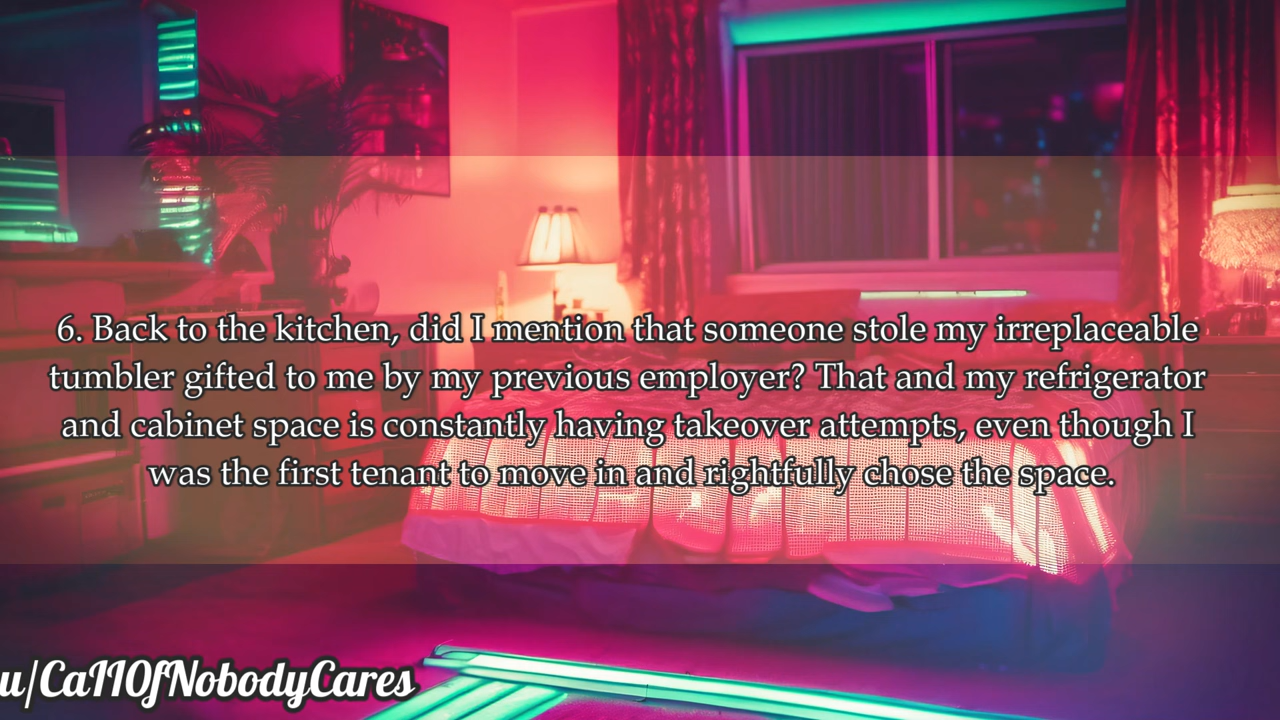 6. Back to the kitchen, did I mention that someone stole my irreplaceable
tumbler gifted to me by my previous employer? That and my refrigerator
and cabinet space is constantly having takeover attempts, even though I
was the first tenant to move in and rightfully chose the space.
u/CallOfNobodyCares